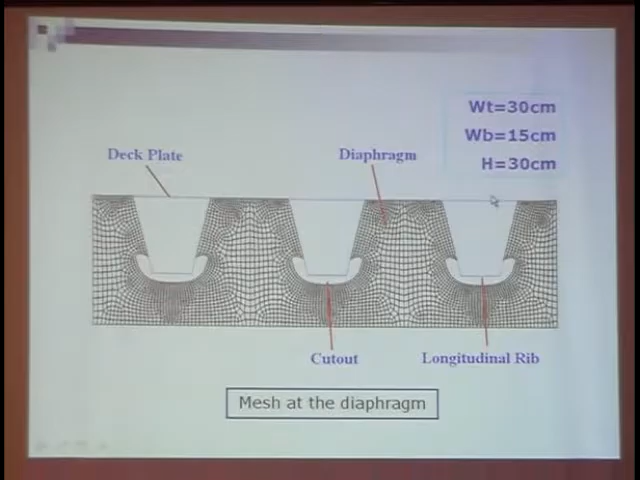 Wt=30cm
Wb=15cm
H=30cm
Deck Plate
Diaphragm
Cutout
Longitudinal Rib
Mesh at the diaphragm